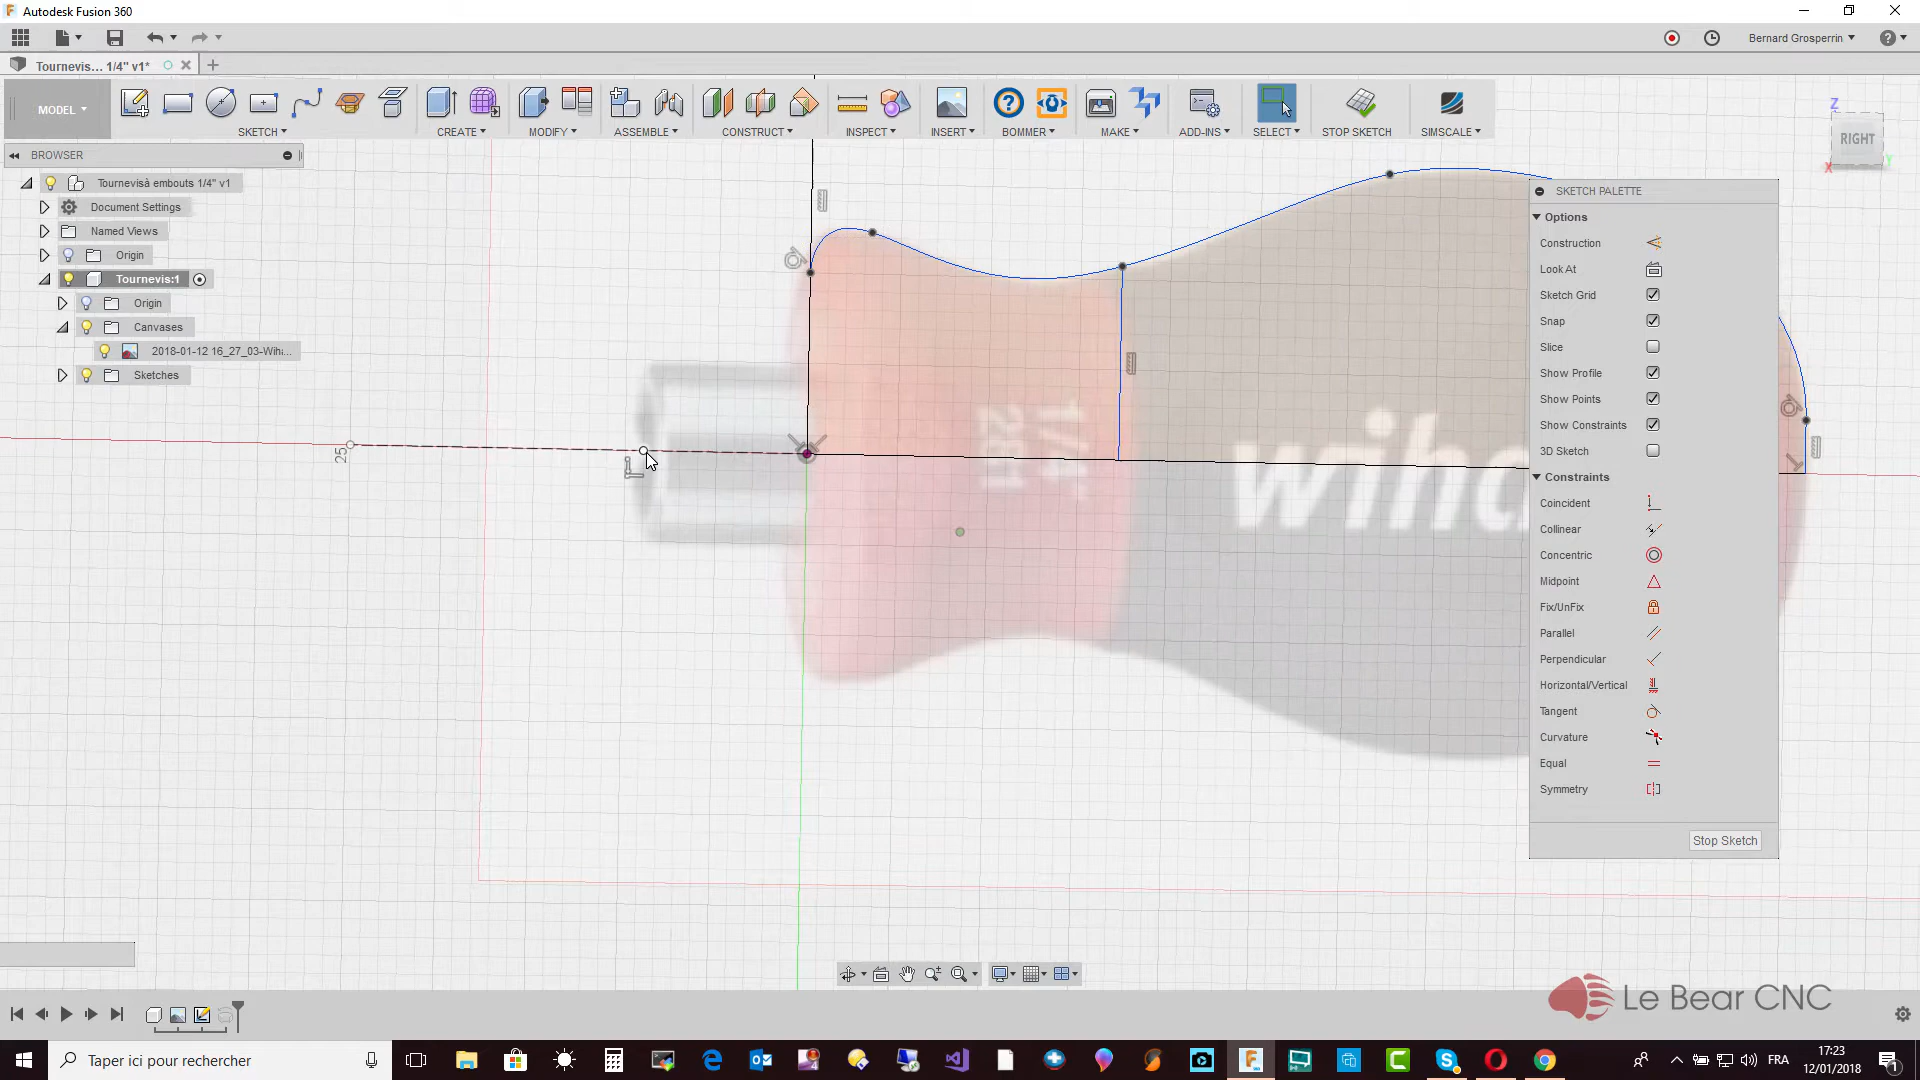 Autodesk Fusion 360
Bernard Grosperrin
Tournevis... 1/4" v1*
MODEL
SKETCH
CREATE
MODIFY
ASSEMBLE
CONSTRUCT
INSPECT
INSERT
BOMMER
MAKE
ADD-INS
SELECT
STOP SKETCH
SIMSCALE
Z
RIGHT
X
Y
BROWSER
Tournevisà embouts 1/4" v1
Document Settings
Named Views
Origin
Tournevis:1
Origin
Canvases
2018-01-12 16_27_03-Wiha...
Sketches
SKETCH PALETTE
Options
Construction
Look At
Sketch Grid
Snap
Slice
Show Profile
Show Points
Show Constraints
3D Sketch
Constraints
Coincident
Collinear
Concentric
Midpoint
Fix/UnFix
Parallel
Perpendicular
Horizontal/Vertical
Tangent
Curvature
Equal
Symmetry
Stop Sketch
25
1/4
wiha
Le Bear CNC
Taper ici pour rechercher
FRA
17:23
12/01/2018
1